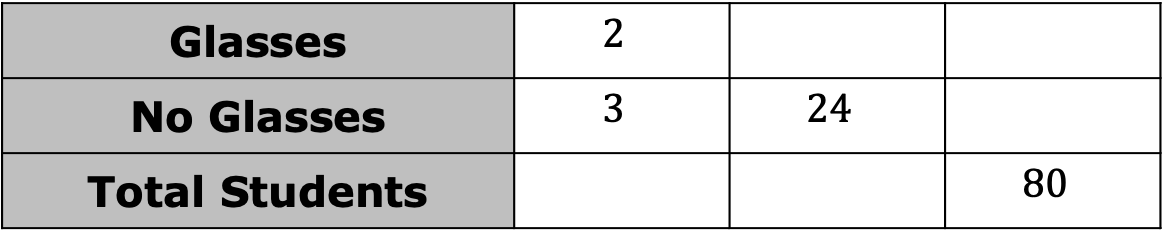 Glasses 2
No Glasses 3 24
Total Students 80